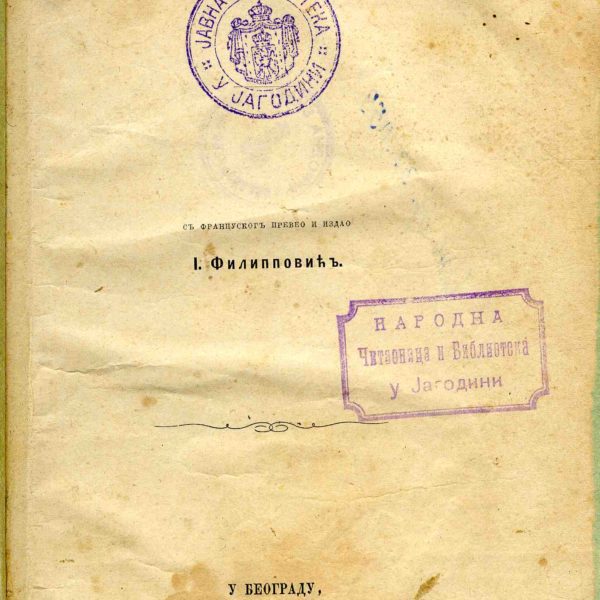 ЈАВНА ТЕКА
У ЈАГОДИНИ
СЪ ФРАНЦУСКОГЪ ПРЕВЕО И ИЗДАО
І. Филипповићъ.
НАРОДНА
Читаоница и Библиотека
у Јагодини
У БЕОГРАДУ,